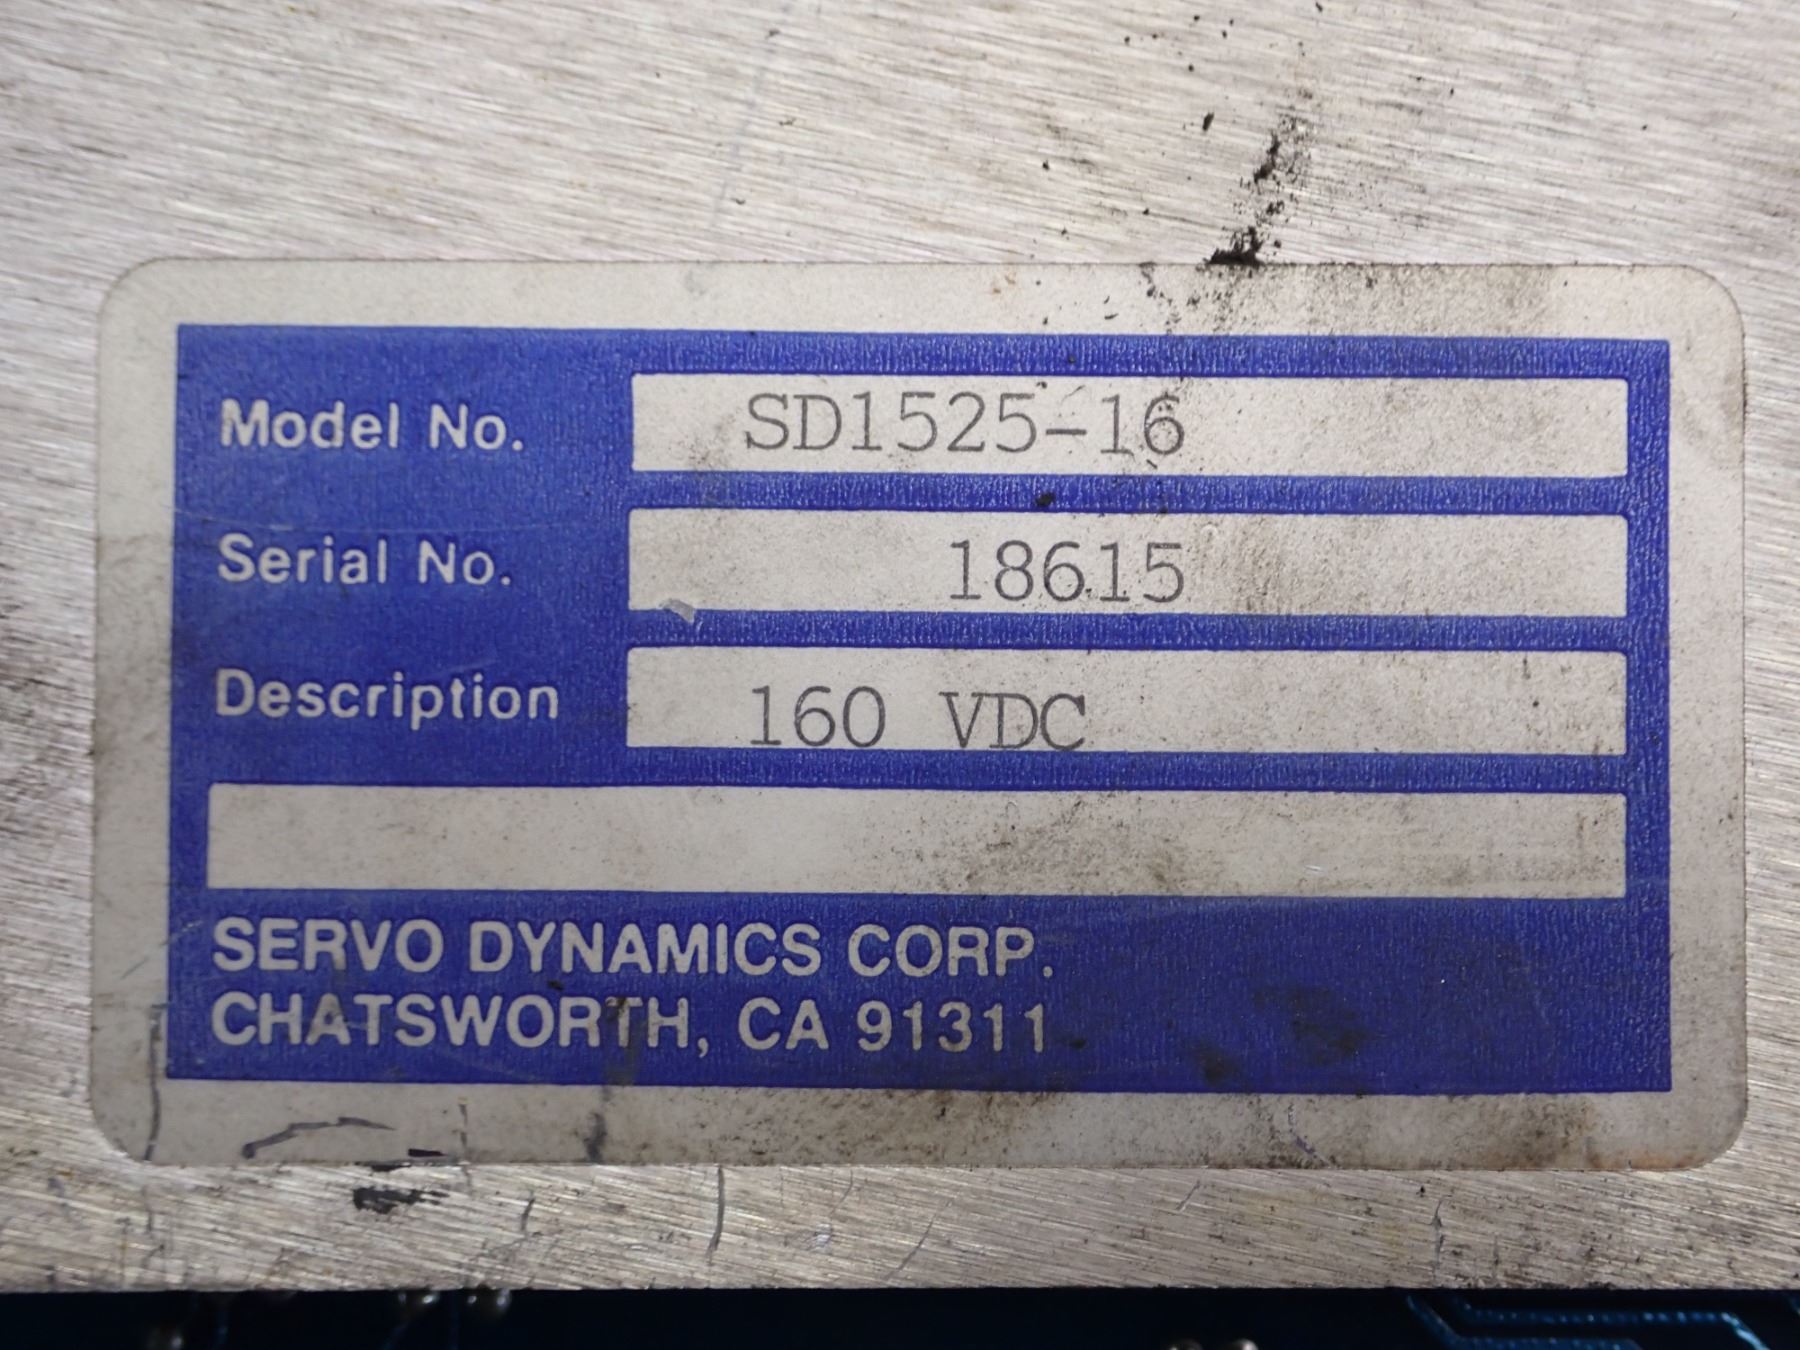 Model No. SD1525-16
Serial No. 18615
Description 160 VDC
SERVO DYNAMICS CORP.
CHATSWORTH, CA 91311